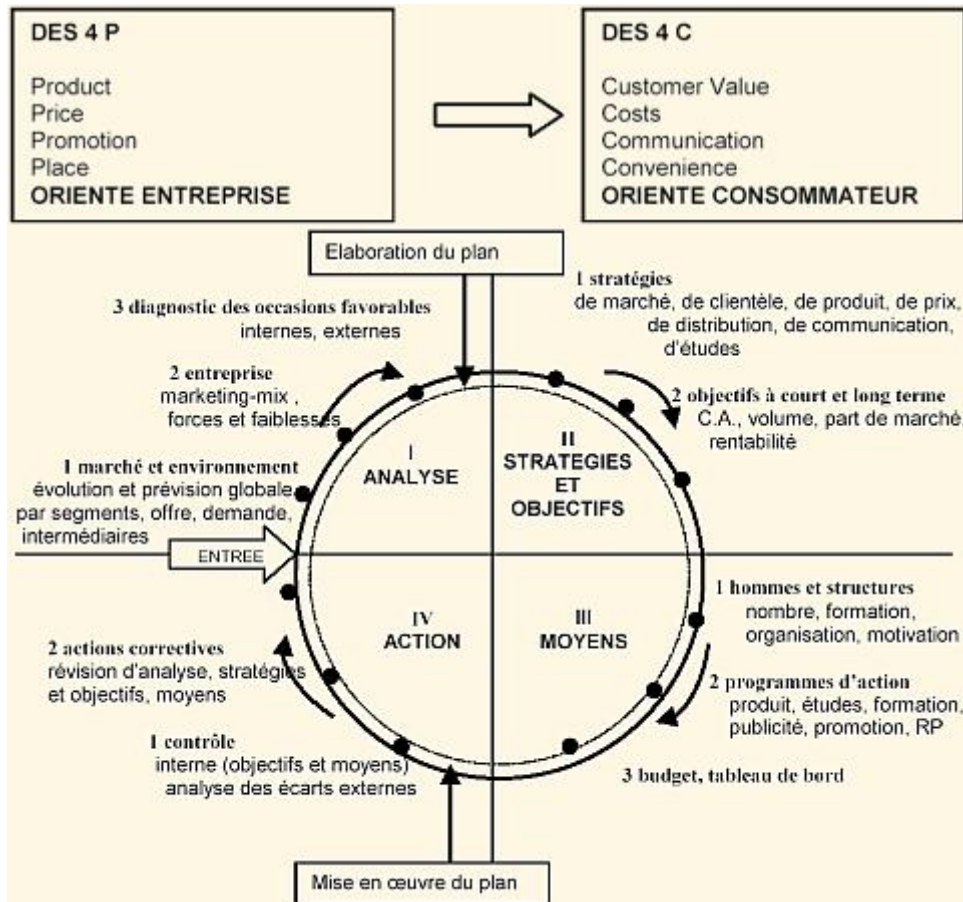 DES 4 P
Product
Price
Promotion
Place
ORIENTE ENTREPRISE
DES 4 C
Customer Value
Costs
Communication
Convenience
ORIENTE CONSOMMATEUR
Elaboration du plan
3 diagnostic des occasions favorables
internes, externes
2 entreprise
marketing-mix ,
forces et faiblesses
1 marché et environnement
évolution et prévision globale
par segments, offre, demande,
intermédiaires
ENTREE
I
ANALYSE
1 stratégies
de marché, de clientèle, de produit, de prix,
de distribution, de communication,
d'études
2 objectifs à court et long terme
C.A., volume, part de marché,
rentabilité
II
STRATEGIES
ET
OBJECTIFS
1 hommes et structures
nombre, formation,
organisation, motivation
2 programmes d'action
produit, études, formation,
publicité, promotion, RP
3 budget, tableau de bord
III
MOYENS
IV
ACTION
2 actions correctives
révision d'analyse, stratégies
et objectifs, moyens
1 contrôle
interne (objectifs et moyens)
analyse des écarts externes
Mise en œuvre du plan